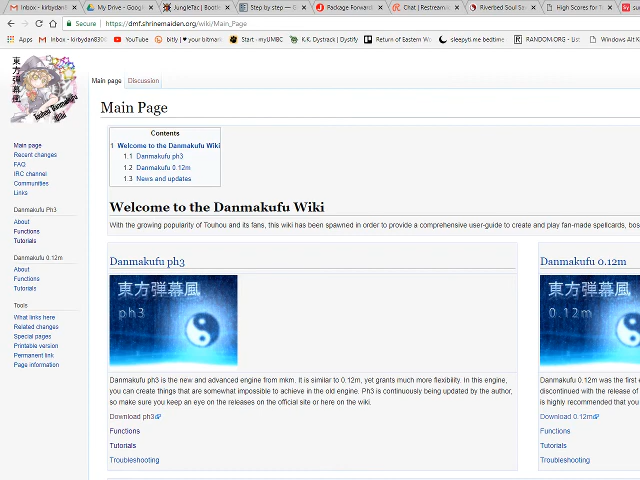 Inbox - kirbydan83
My Drive - Google
JungleTac | Bootle
Step by step —
Package Forward
Chat | Restream
Riverbed Soul Sa
High Scores for T
su
Secure | https://dmf.shrinemaiden.org/wiki/Main_Page
Apps Inbox - kirbydan830 YouTube bitly | ♥ your bitmar Start - myUMBC K.K. Dystrack | Dystify Return of Eastern W sleepyti.me bedtime RANDOM.ORG - List Windows Alt K
東方弾幕風
Touhou Danmakufu Wiki
Main page Discussion
Main Page
Main page
Recent changes
FAQ
IRC channel
Communities
Links
Danmakufu Ph3
About
Functions
Tutorials
Danmakufu 0.12m
About
Functions
Tutorials
Tools
What links here
Related changes
Special pages
Printable version
Permanent link
Page information
Contents
1 Welcome to the Danmakufu Wiki
1.1 Danmakufu ph3
1.2 Danmakufu 0.12m
1.3 News and updates
Welcome to the Danmakufu Wiki
With the growing popularity of Touhou and its fans, this wiki has been spawned in order to provide a comprehensive user-guide to create and play fan-made spellcards, bos
Danmakufu ph3
東方弾幕風
ph3
Danmakufu ph3 is the new and advanced engine from mkm. It is similar to 0.12m, yet grants much more flexibility. In this engine,
you can create things that are somewhat impossible to achieve in the old engine. Ph3 is continuously being updated by the author,
so make sure you keep an eye on the releases on the official site or here on the wiki.
Download ph3
Functions
Tutorials
Troubleshooting
Danmakufu 0.12m
東方弾幕風
0.12m
Danmakufu 0.12m was the first e
discontinued with the release of
is highly recommended that you
Download 0.12m
Functions
Tutorials
Troubleshooting